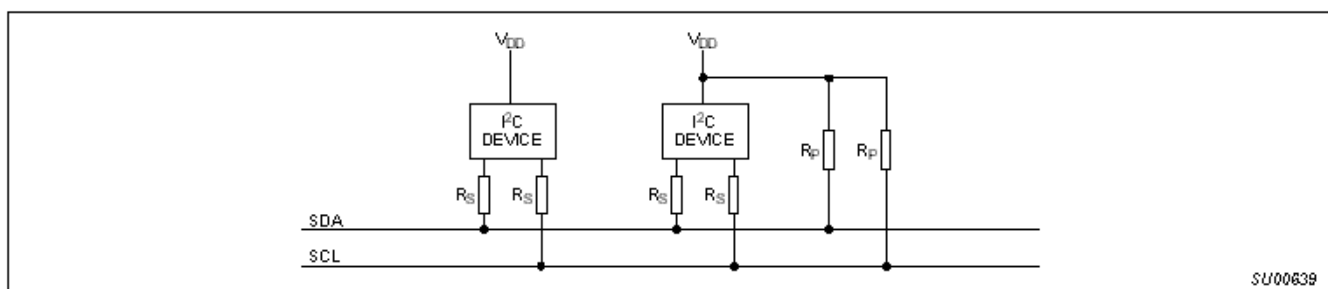 VDD VDD
I²C DEVICE
I²C DEVICE
RP RP
RS RS
RS RS
SDA
SCL
SU00639